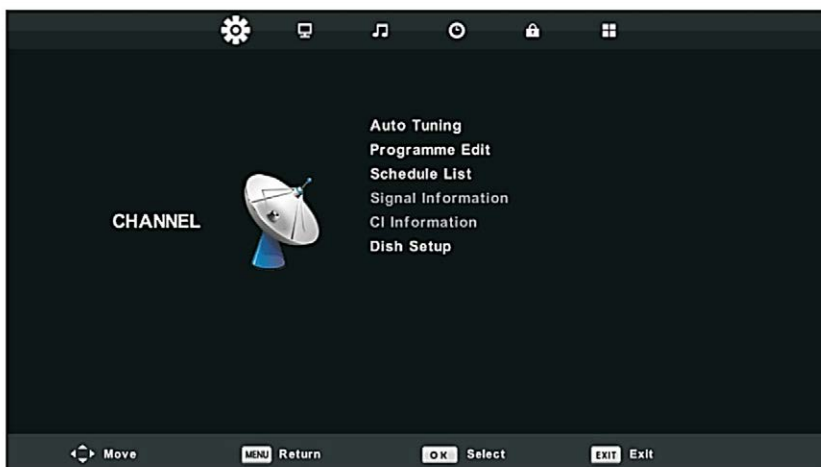 Auto Tuning
Programme Edit
Schedule List
Signal Information
CHANNEL
CI Information
Dish Setup
Move MENU Return OK Select EXIT Exit